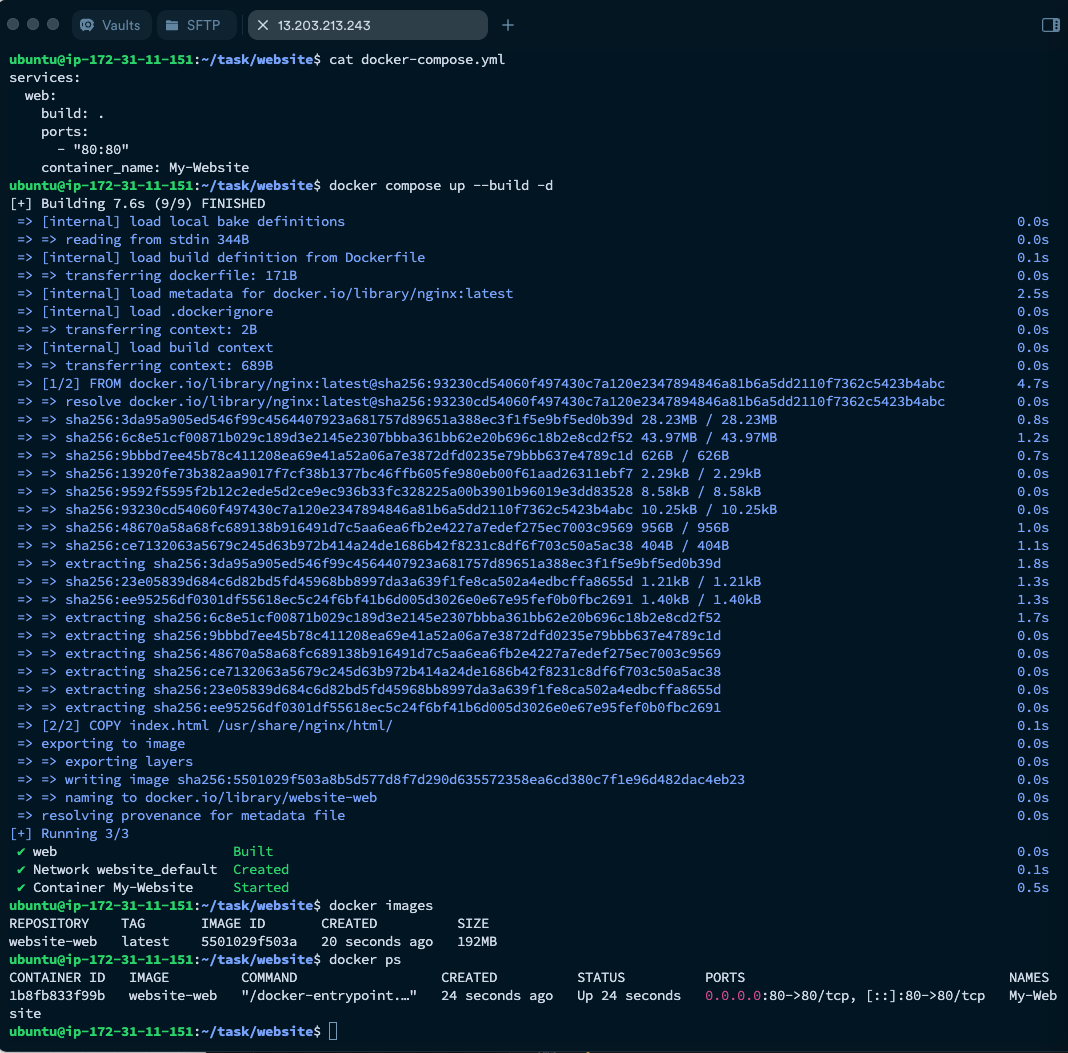 Vaults
SFTP
13.203.213.243
ubuntu@ip-172-31-11-151:~/task/website$ cat docker-compose.yml
services:
  web:
    build: .
    ports:
      - "80:80"
    container_name: My-Website
ubuntu@ip-172-31-11-151:~/task/website$ docker compose up --build -d
[+] Building 7.6s (9/9) FINISHED
 => [internal] load local bake definitions 0.0s
 => => reading from stdin 344B 0.0s
 => [internal] load build definition from Dockerfile 0.1s
 => => transferring dockerfile: 171B 0.0s
 => [internal] load metadata for docker.io/library/nginx:latest 2.5s
 => [internal] load .dockerignore 0.0s
 => => transferring context: 2B 0.0s
 => [internal] load build context 0.0s
 => => transferring context: 689B 0.0s
 => [1/2] FROM docker.io/library/nginx:latest@sha256:93230cd54060f497430c7a120e2347894846a81b6a5dd2110f7362c5423b4abc 4.7s
 => => resolve docker.io/library/nginx:latest@sha256:93230cd54060f497430c7a120e2347894846a81b6a5dd2110f7362c5423b4abc 0.0s
 => => sha256:3da95a905ed546f99c4564407923a681757d89651a388ec3f1f5e9bf5ed0b39d 28.23MB / 28.23MB 0.8s
 => => sha256:6c8e51cf00871b029c189d3e2145e2307bbba361bb62e20b696c18b2e8cd2f52 43.97MB / 43.97MB 1.2s
 => => sha256:9bbbd7ee45b78c411208ea69e41a52a06a7e3872dfd0235e79bbb637e4789c1d 626B / 626B 0.7s
 => => sha256:13920fe73b382aa9017f7cf38b1377bc46ffb605fe980eb00f61aad26311ebf7 2.29kB / 2.29kB 0.0s
 => => sha256:9592f5595f2b12c2ede5d2ce9ec936b33fc328225a00b3901b96019e3dd83528 8.58kB / 8.58kB 0.0s
 => => sha256:93230cd54060f497430c7a120e2347894846a81b6a5dd2110f7362c5423b4abc 10.25kB / 10.25kB 0.0s
 => => sha256:48670a58a68fc689138b916491d7c5aa6ea6fb2e4227a7edef275ec7003c9569 956B / 956B 1.0s
 => => sha256:ce7132063a5679c245d63b972b414a24de1686b42f8231c8df6f703c50a5ac38 404B / 404B 1.1s
 => => extracting sha256:3da95a905ed546f99c4564407923a681757d89651a388ec3f1f5e9bf5ed0b39d 1.8s
 => => sha256:23e05839d684c6d82bd5fd45968bb8997da3a639f1fe8ca502a4edbcffa8655d 1.21kB / 1.21kB 1.3s
 => => sha256:ee95256df0301df55618ec5c24f6bf41b6d005d3026e0e67e95fef0b0fbc2691 1.40kB / 1.40kB 1.3s
 => => extracting sha256:6c8e51cf00871b029c189d3e2145e2307bbba361bb62e20b696c18b2e8cd2f52 1.7s
 => => extracting sha256:9bbbd7ee45b78c411208ea69e41a52a06a7e3872dfd0235e79bbb637e4789c1d 0.0s
 => => extracting sha256:48670a58a68fc689138b916491d7c5aa6ea6fb2e4227a7edef275ec7003c9569 0.0s
 => => extracting sha256:ce7132063a5679c245d63b972b414a24de1686b42f8231c8df6f703c50a5ac38 0.0s
 => => extracting sha256:23e05839d684c6d82bd5fd45968bb8997da3a639f1fe8ca502a4edbcffa8655d 0.0s
 => => extracting sha256:ee95256df0301df55618ec5c24f6bf41b6d005d3026e0e67e95fef0b0fbc2691 0.0s
 => [2/2] COPY index.html /usr/share/nginx/html/ 0.1s
 => exporting to image 0.0s
 => => exporting layers 0.0s
 => => writing image sha256:5501029f503a8b5d577d8f7d290d635572358ea6cd380c7f1e96d482dac4eb23 0.0s
 => => naming to docker.io/library/website-web 0.0s
 => resolving provenance for metadata file 0.0s
[+] Running 3/3
 ✔ web Built 0.0s
 ✔ Network website_default Created 0.1s
 ✔ Container My-Website Started 0.5s
ubuntu@ip-172-31-11-151:~/task/website$ docker images
REPOSITORY TAG IMAGE ID CREATED SIZE
website-web latest 5501029f503a 20 seconds ago 192MB
ubuntu@ip-172-31-11-151:~/task/website$ docker ps
CONTAINER ID IMAGE COMMAND CREATED STATUS PORTS NAMES
1b8fb833f99b website-web "/docker-entrypoint.…" 24 seconds ago Up 24 seconds 0.0.0.0:80->80/tcp, [::]:80->80/tcp My-Web
site
ubuntu@ip-172-31-11-151:~/task/website$